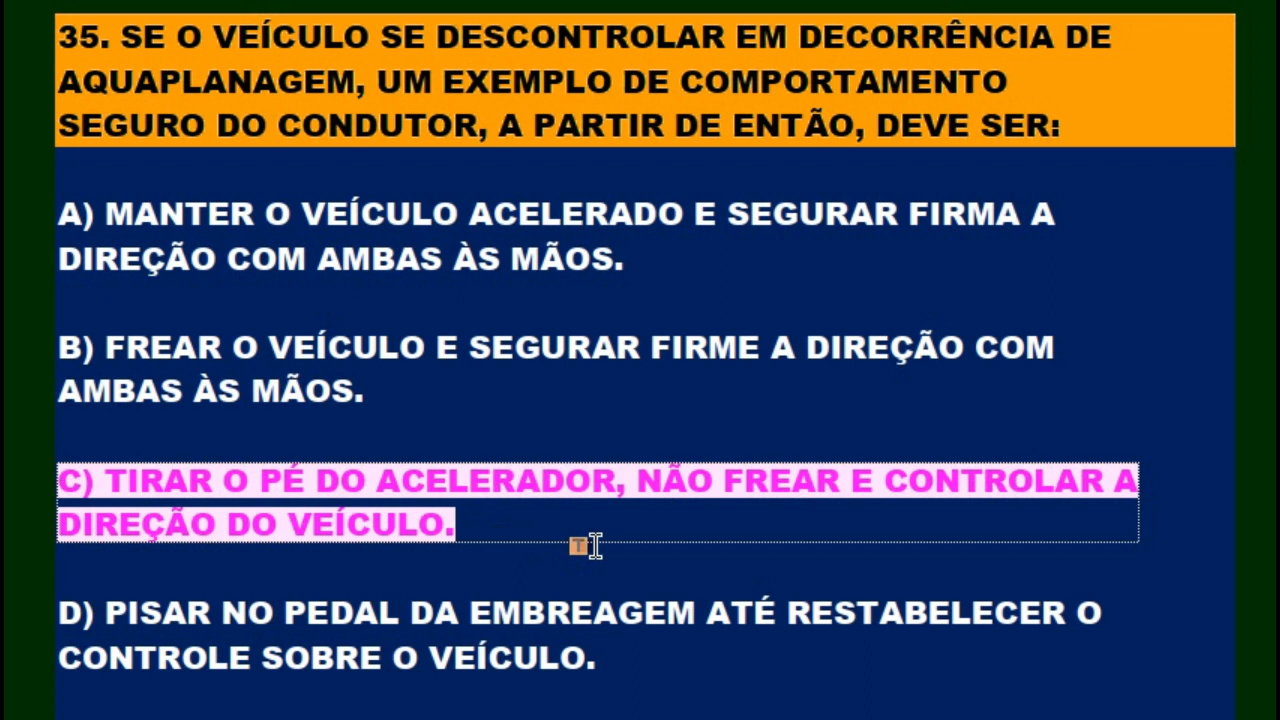 35. SE O VEÍCULO SE DESCONTROLAR EM DECORRÊNCIA DE
AQUAPLANAGEM, UM EXEMPLO DE COMPORTAMENTO
SEGURO DO CONDUTOR, A PARTIR DE ENTÃO, DEVE SER:
A) MANTER O VEÍCULO ACELERADO E SEGURAR FIRMA A
DIREÇÃO COM AMBAS ÀS MÃOS.
B) FREAR O VEÍCULO E SEGURAR FIRME A DIREÇÃO COM
AMBAS ÀS MÃOS.
C) TIRAR O PÉ DO ACELERADOR, NÃO FREAR E CONTROLAR A
DIREÇÃO DO VEÍCULO.
T
D) PISAR NO PEDAL DA EMBREAGEM ATÉ RESTABELECER O
CONTROLE SOBRE O VEÍCULO.